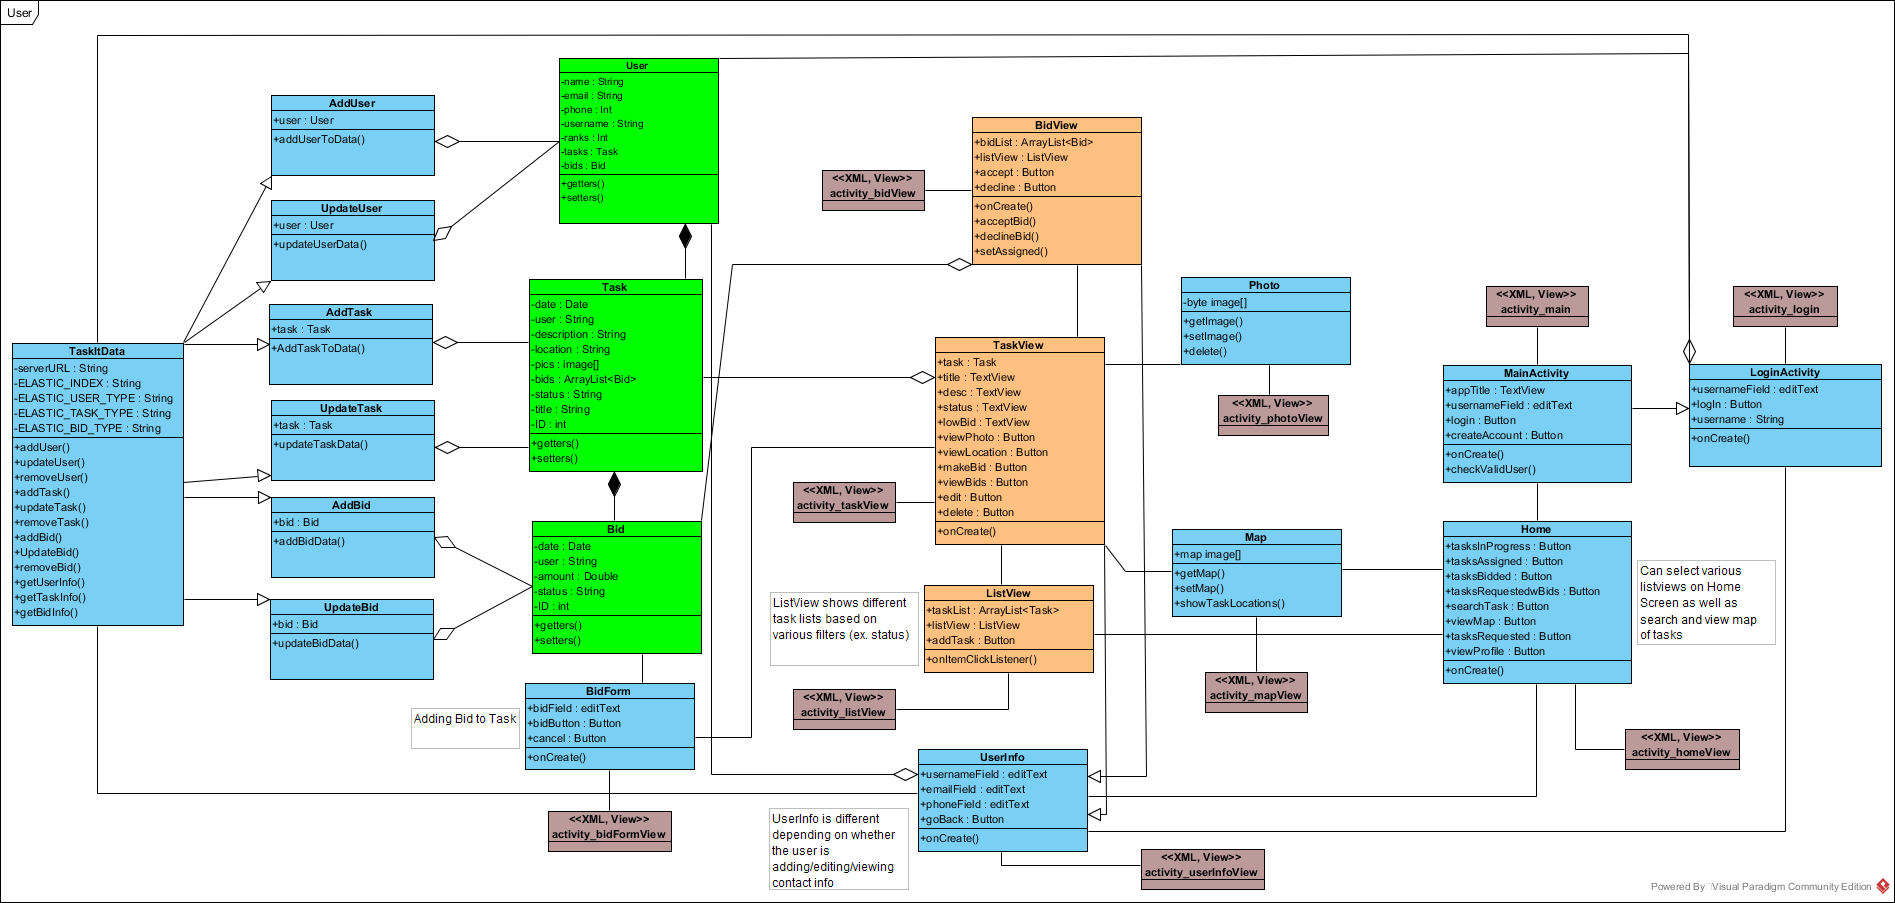 User
AddUser
+user : User
+addUserToData()
UpdateUser
+user : User
+updateUserData()
AddTask
+task : Task
+AddTaskToData()
UpdateTask
+task : Task
+updateTaskData()
AddBid
+bid : Bid
+addBidData()
UpdateBid
+bid : Bid
+updateBidData()
TaskItData
-serverURL : String
-ELASTIC_INDEX : String
-ELASTIC_USER_TYPE : String
-ELASTIC_TASK_TYPE : String
-ELASTIC_BID_TYPE : String
+addUser()
+updateUser()
+removeUser()
+addTask()
+updateTask()
+removeTask()
+addBid()
+UpdateBid()
+removeBid()
+getUserInfo()
+getTaskInfo()
+getBidInfo()
User
-name : String
-email : String
-phone : Int
-username : String
-ranks : Int
-tasks : Task
-bids : Bid
+getters()
+setters()
Task
-date : Date
-user : String
-description : String
-location : String
-pics : image[]
-bids : ArrayList<Bid>
-status : String
-title : String
-ID : int
+getters()
+setters()
Bid
-date : Date
-user : String
-amount : Double
-status : String
-ID : int
+getters()
+setters()
BidForm
+bidField : editText
+bidButton : Button
+cancel : Button
+onCreate()
Adding Bid to Task
<<XML, View>>
activity_bidFormView
<<XML, View>>
activity_bidView
BidView
+bidList : ArrayList<Bid>
+listView : ListView
+accept : Button
+decline : Button
+onCreate()
+acceptBid()
+declineBid()
+setAssigned()
TaskView
+task : Task
+title : TextView
+desc : TextView
+status : TextView
+lowBid : TextView
+viewPhoto : Button
+viewLocation : Button
+makeBid : Button
+viewBids : Button
+edit : Button
+delete : Button
+onCreate()
<<XML, View>>
activity_taskView
ListView
+taskList : ArrayList<Task>
+listView : ListView
+addTask : Button
+onItemClickListener()
ListView shows different
task lists based on
various filters (ex. status)
<<XML, View>>
activity_listView
UserInfo
+usernameField : editText
+emailField : editText
+phoneField : editText
+goBack : Button
+onCreate()
UserInfo is different
depending on whether
the user is
adding/editing/viewing
contact info
<<XML, View>>
activity_userInfoView
Photo
-byte image[]
+getImage()
+setImage()
+delete()
<<XML, View>>
activity_photoView
Map
+map image[]
+getMap()
+setMap()
+showTaskLocations()
<<XML, View>>
activity_mapView
<<XML, View>>
activity_main
MainActivity
+appTitle : TextView
+usernameField : editText
+login : Button
+createAccount : Button
+onCreate()
+checkValidUser()
<<XML, View>>
activity_login
LoginActivity
+usernameField : editText
+logIn : Button
+username : String
+onCreate()
Home
+tasksInProgress : Button
+tasksAssigned : Button
+tasksBidded : Button
+tasksRequestedwBids : Button
+searchTask : Button
+viewMap : Button
+tasksRequested : Button
+viewProfile : Button
+onCreate()
Can select various
listviews on Home
Screen as well as
search and view map
of tasks
<<XML, View>>
activity_homeView
Powered By Visual Paradigm Community Edition